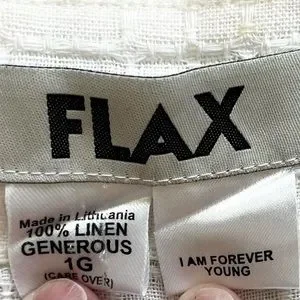 FLAX
Made in Lithuania
100% LINEN
GENEROUS
1G
(CARE OVER)
I AM FOREVER
YOUNG